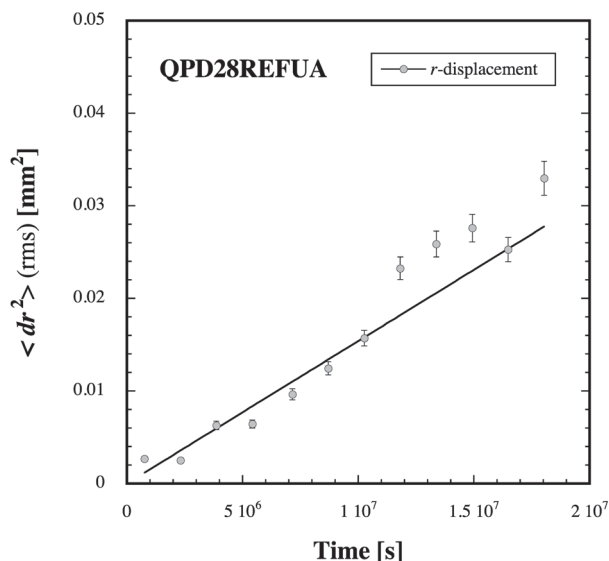 0.05
QPD28REFUA
r-displacement
0.04
0.03
0.02
0.01
0
< dr² > (rms) [mm²]
0
5 10⁶
1 10⁷
1.5 10⁷
2 10⁷
Time [s]